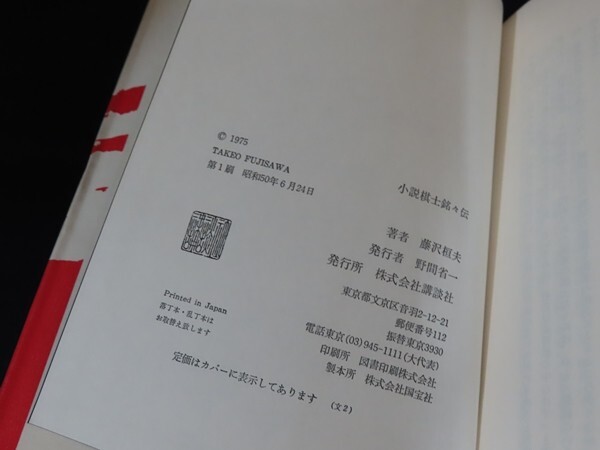 © 1975
TAKEO FUJISAWA
第1刷 昭和50年6月24日
小説棋士銘々伝
著者 藤沢桓夫
発行者 野間省一
発行所 株式会社講談社
東京都文京区音羽2-12-21
郵便番号112
振替東京3930
電話東京(03)945-1111(大代表)
印刷所 図書印刷株式会社
製本所 株式会社国宝社
Printed in Japan
落丁本・乱丁本は
お取替え致します
定価はカバーに表示してあります (文2)